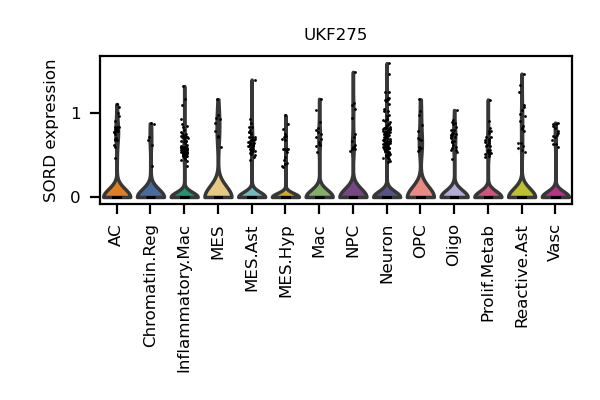 UKF275
SORD expression
1
0
AC
Chromatin.Reg
Inflammatory.Mac
MES
MES.Ast
MES.Hyp
Mac
NPC
Neuron
OPC
Oligo
Prolif.Metab
Reactive.Ast
Vasc